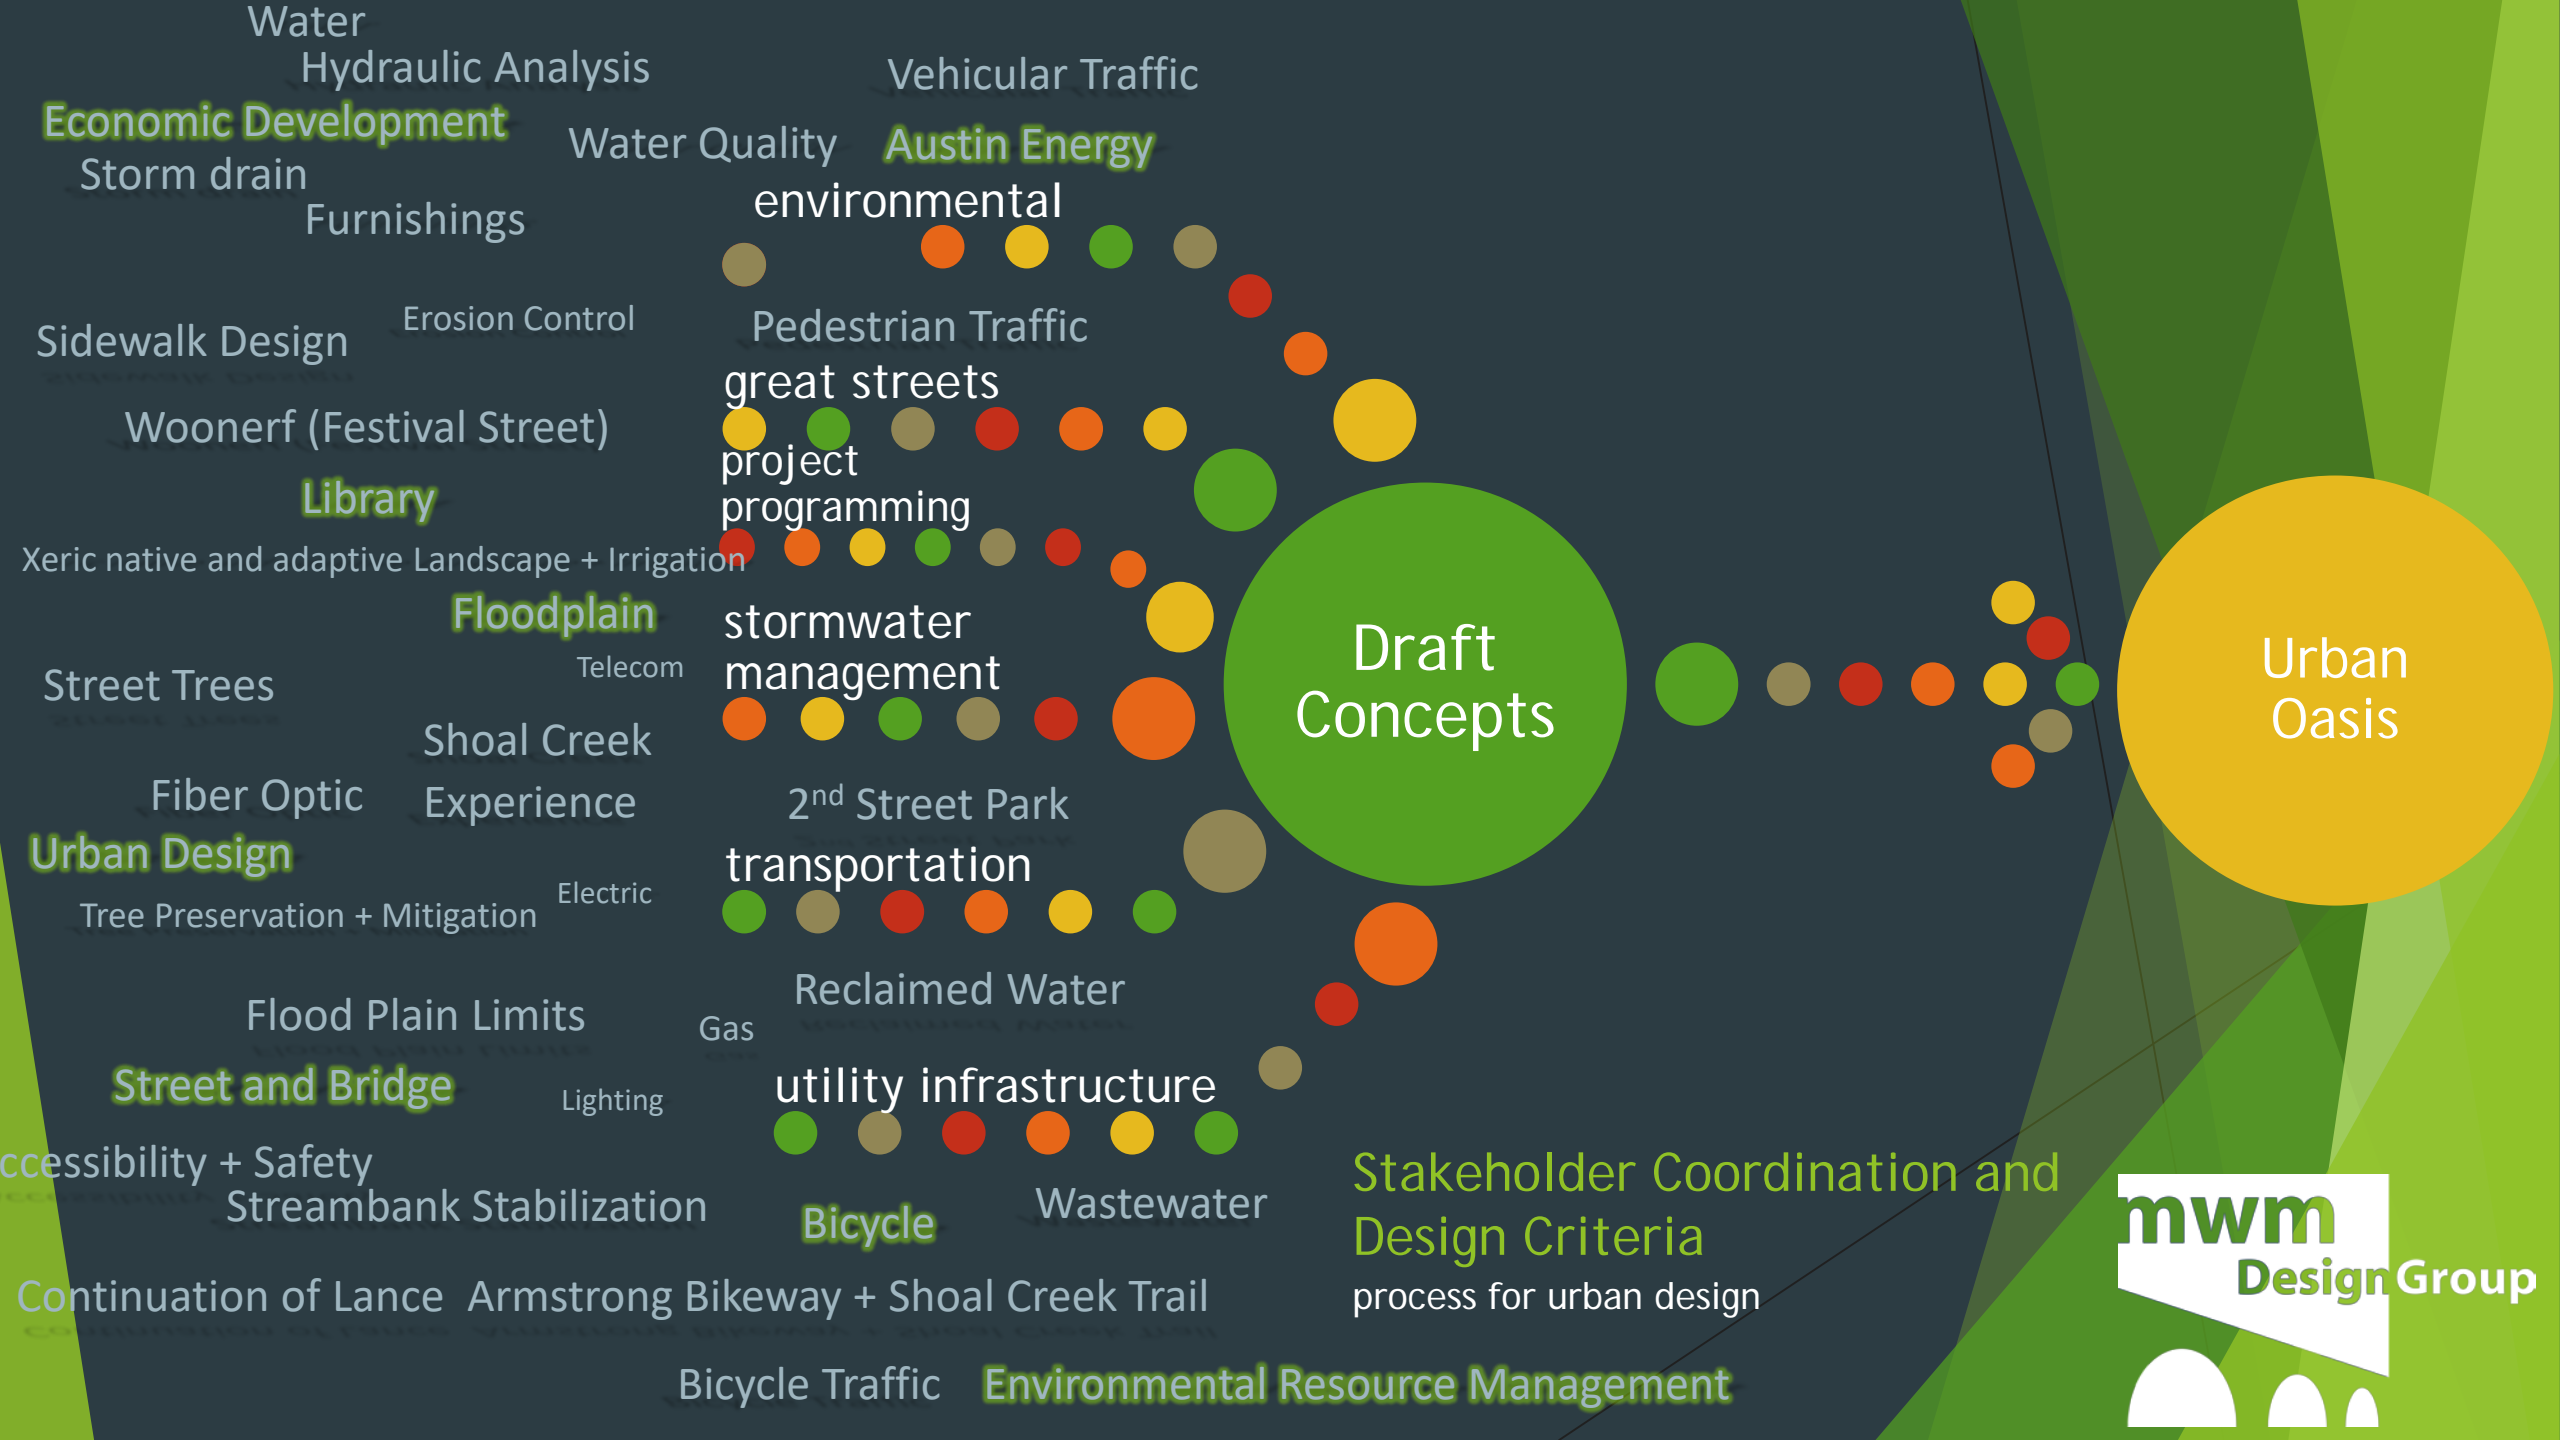 Water
Hydraulic Analysis
Vehicular Traffic
Economic Development
Water Quality
Austin Energy
Storm drain
environmental
Furnishings
Erosion Control
Sidewalk Design
Pedestrian Traffic
great streets
Woonerf (Festival Street)
project
programming
Library
Xeric native and adaptive Landscape + Irrigation
Floodplain
stormwater
management
Telecom
Street Trees
Draft
Concepts
Urban
Oasis
Shoal Creek
Experience
Fiber Optic
2nd Street Park
Urban Design
transportation
Electric
Tree Preservation + Mitigation
Reclaimed Water
Flood Plain Limits
Gas
Street and Bridge
Lighting
utility infrastructure
ccessibility + Safety
Streambank Stabilization
Bicycle
Wastewater
Stakeholder Coordination and
Design Criteria
process for urban design
Continuation of Lance Armstrong Bikeway + Shoal Creek Trail
Bicycle Traffic
Environmental Resource Management
mwm
DesignGroup